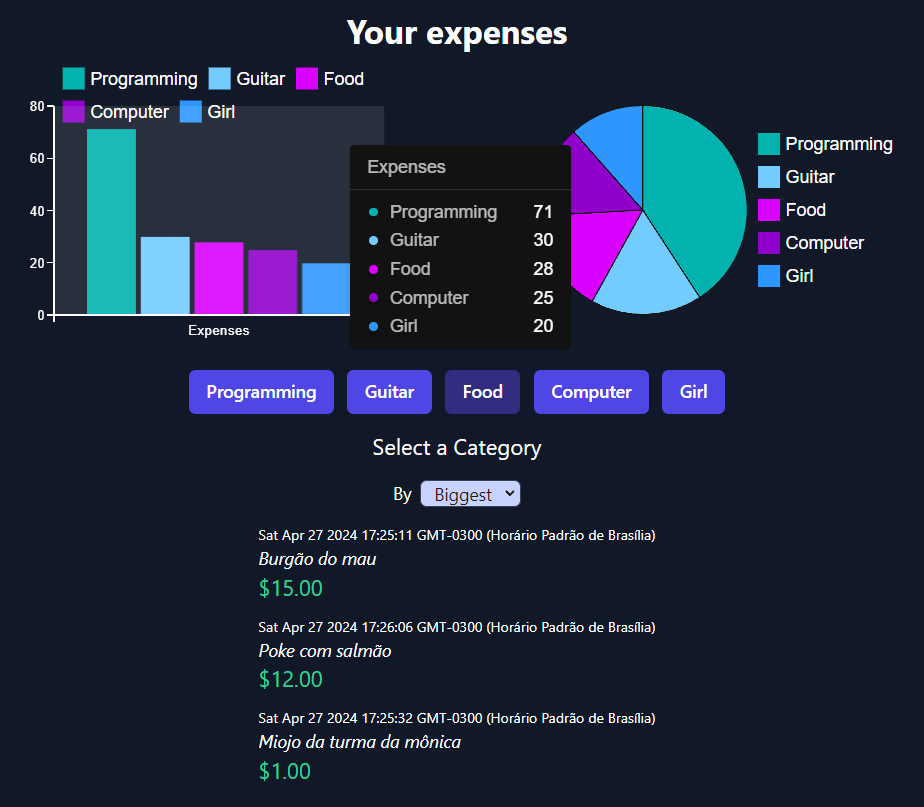 Your expenses
Programming Guitar Food
Computer Girl
80
60
40
20
0
Expenses
Expenses
Programming 71
Guitar 30
Food 28
Computer 25
Girl 20
Programming
Guitar
Food
Computer
Girl
Programming Guitar Food Computer Girl
Select a Category
By Biggest
Sat Apr 27 2024 17:25:11 GMT-0300 (Horário Padrão de Brasília)
Burgão do mau
$15.00
Sat Apr 27 2024 17:26:06 GMT-0300 (Horário Padrão de Brasília)
Poke com salmão
$12.00
Sat Apr 27 2024 17:25:32 GMT-0300 (Horário Padrão de Brasília)
Miojo da turma da mônica
$1.00